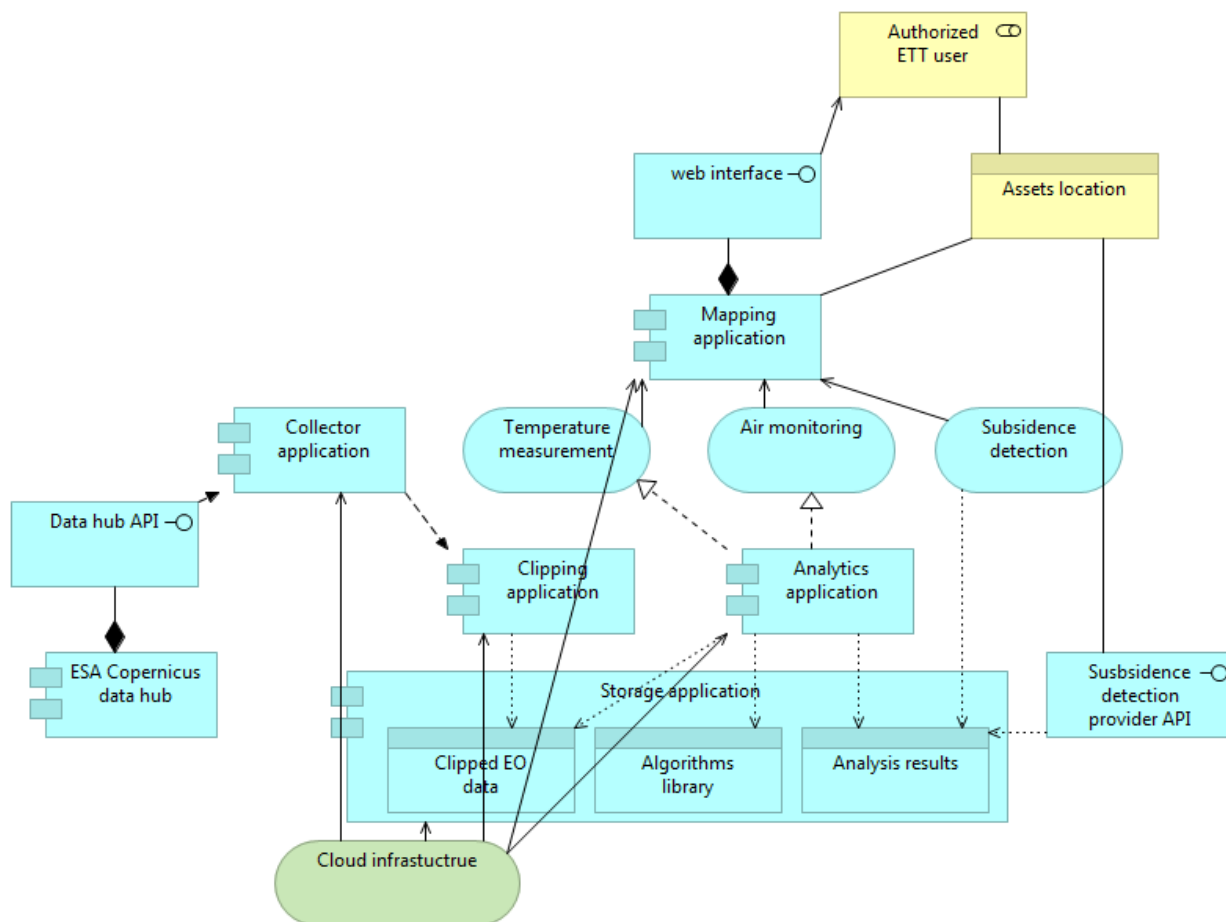 Authorized
ETT user
web interface
Assets location
Mapping
application
Collector
application
Temperature
measurement
Air monitoring
Subsidence
detection
Data hub API
Clipping
application
Analytics
application
ESA Copernicus
data hub
Storage application
Susbsidence
detection
provider API
Clipped EO
data
Algorithms
library
Analysis results
Cloud infrastuctrue